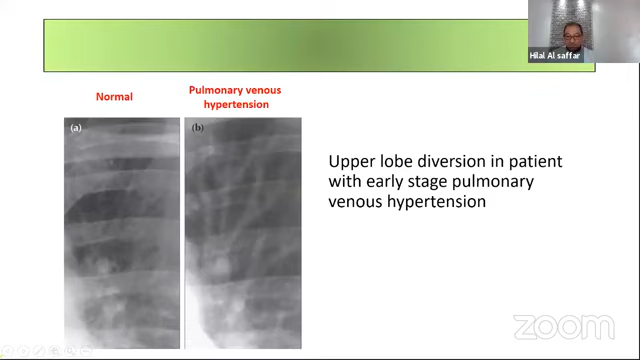 Hilal Al saffar
Normal
Pulmonary venous
hypertension
(a)
(b)
Upper lobe diversion in patient
with early stage pulmonary
venous hypertension
zoom